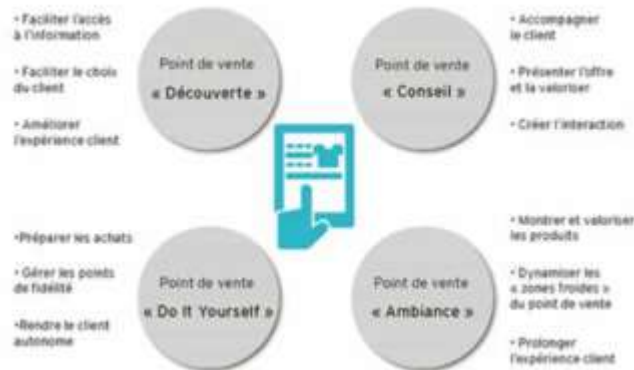 • Faciliter l'accès
à l'information
• Faciliter le choix
du client
• Améliorer
l'expérience client
Point de vente
« Découverte »
Point de vente
« Conseil »
• Accompagner
le client
• Présenter l'offre
et la valoriser
• Créer l'interaction
•Préparer les achats
• Gérer les points
de fidélité
•Rendre le client
autonome
Point de vente
« Do It Yourself »
Point de vente
« Ambiance »
• Montrer et valoriser
les produits
• Dynamiser les
« zones froides »
du point de vente
• Prolonger
l'expérience client